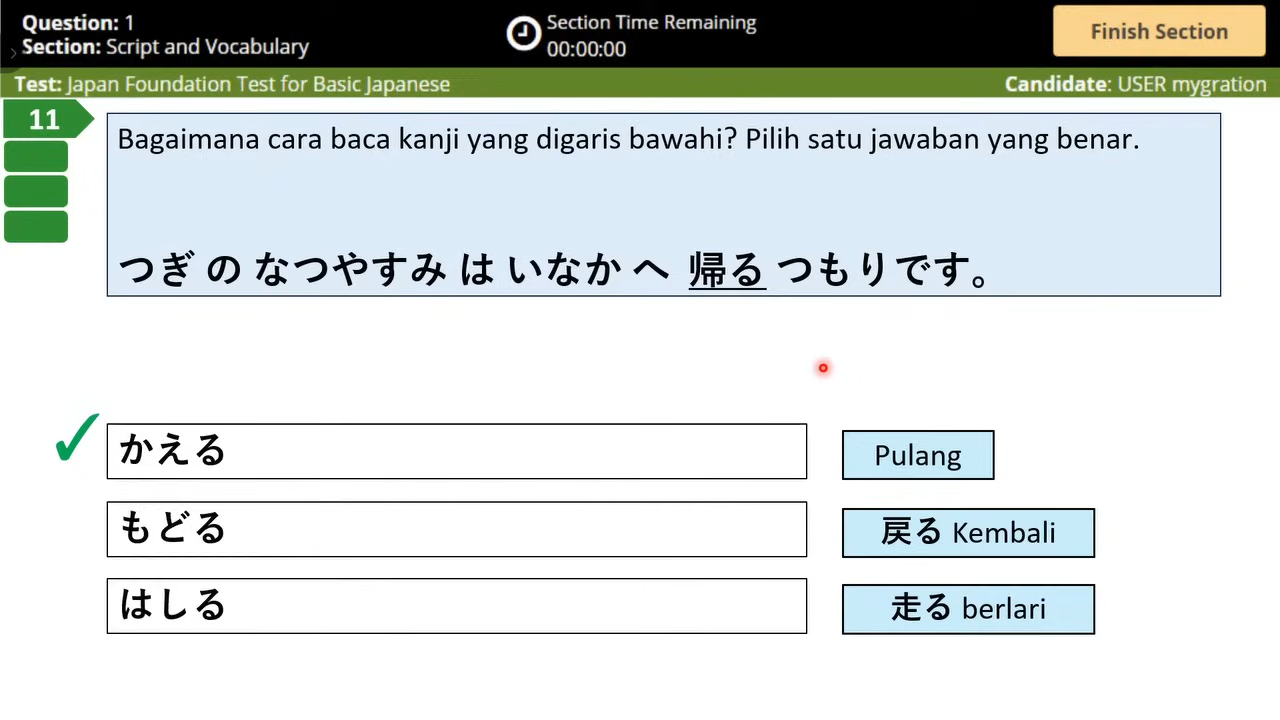 Question: 1
Section: Script and Vocabulary
Section Time Remaining
00:00:00
Finish Section
Test: Japan Foundation Test for Basic Japanese
Candidate: USER mygration
11
Bagaimana cara baca kanji yang digaris bawahi? Pilih satu jawaban yang benar.
つぎ の なつやすみ は いなか へ 帰る つもりです。
かえる
Pulang
もどる
戻る Kembali
はしる
走る berlari